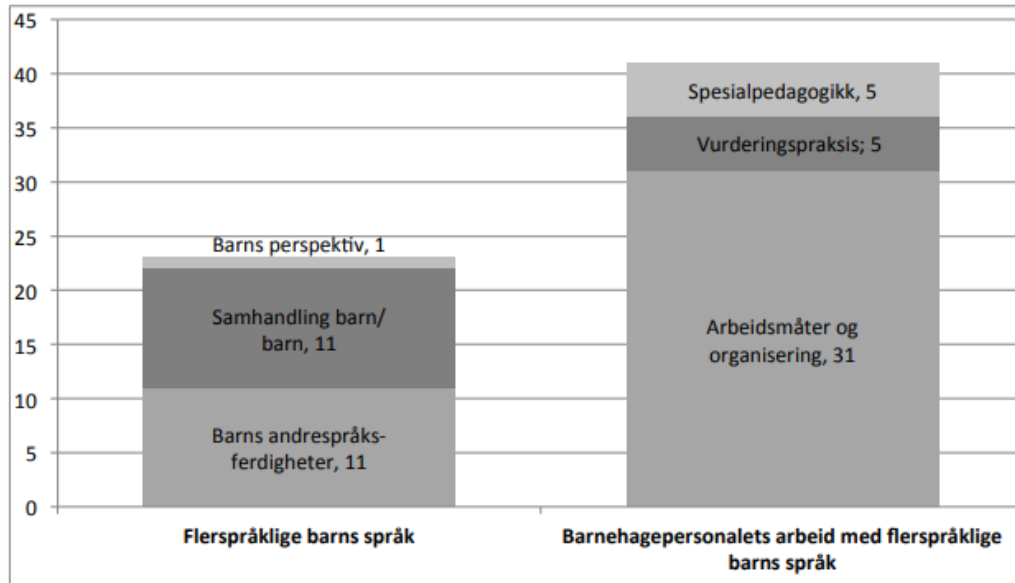 45
40
35
30
25
20
15
10
5
0
Barns perspektiv, 1
Samhandling barn/
barn, 11
Barns andrespråks-
ferdigheter, 11
Spesialpedagogikk, 5
Vurderingspraksis; 5
Arbeidsmåter og
organisering, 31
Flerspråklige barns språk
Barnehagepersonalets arbeid med flerspråklige
barns språk